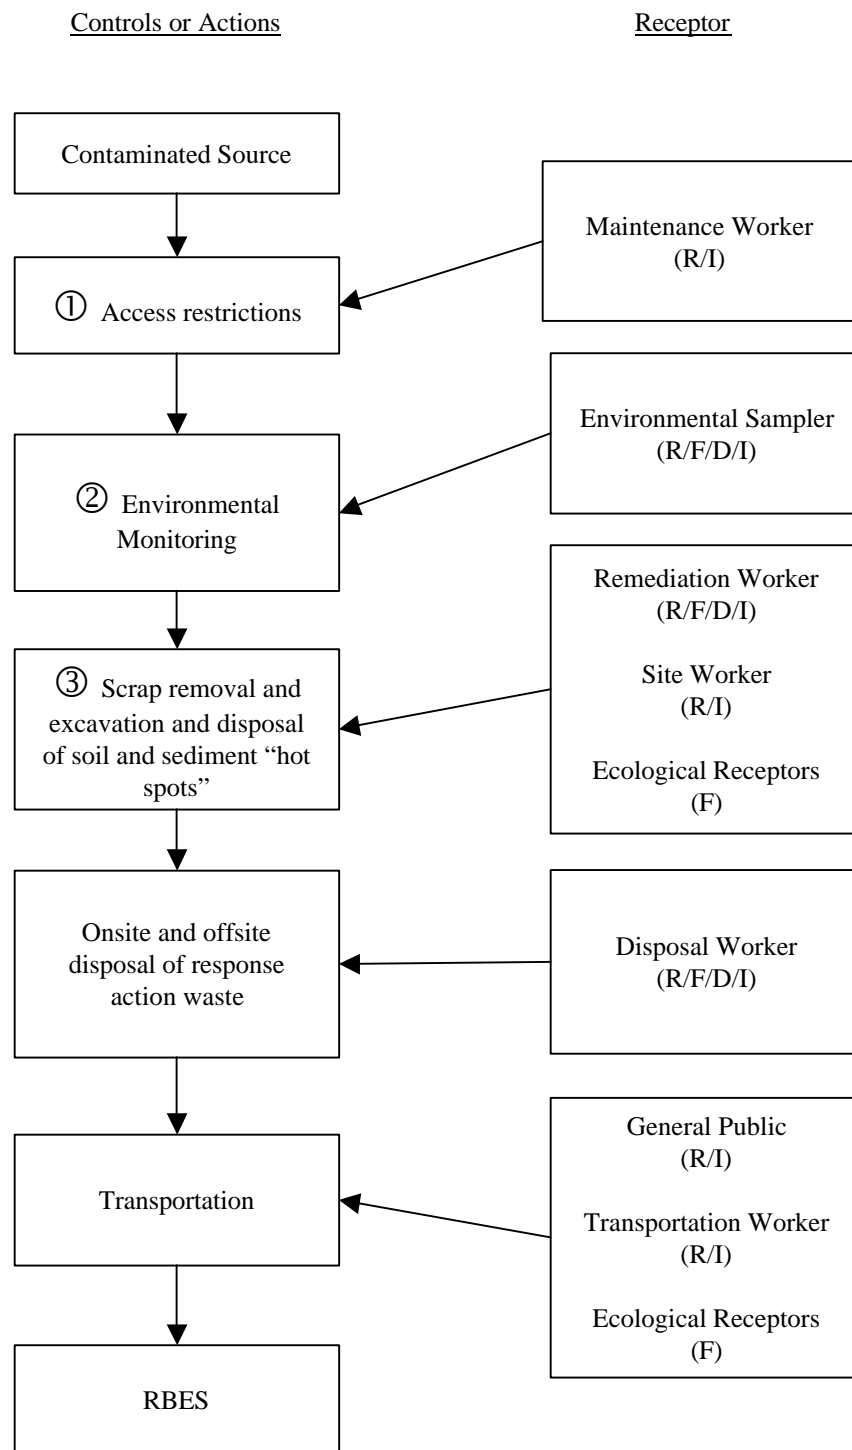 Controls or Actions
Receptor
Contaminated Source
Maintenance Worker
(R/I)
① Access restrictions
Environmental Sampler
(R/F/D/I)
② Environmental
Monitoring
Remediation Worker
(R/F/D/I)
Site Worker
(R/I)
Ecological Receptors
(F)
③ Scrap removal and
excavation and disposal
of soil and sediment “hot
spots”
Onsite and offsite
disposal of response
action waste
Disposal Worker
(R/F/D/I)
General Public
(R/I)
Transportation Worker
(R/I)
Ecological Receptors
(F)
Transportation
RBES